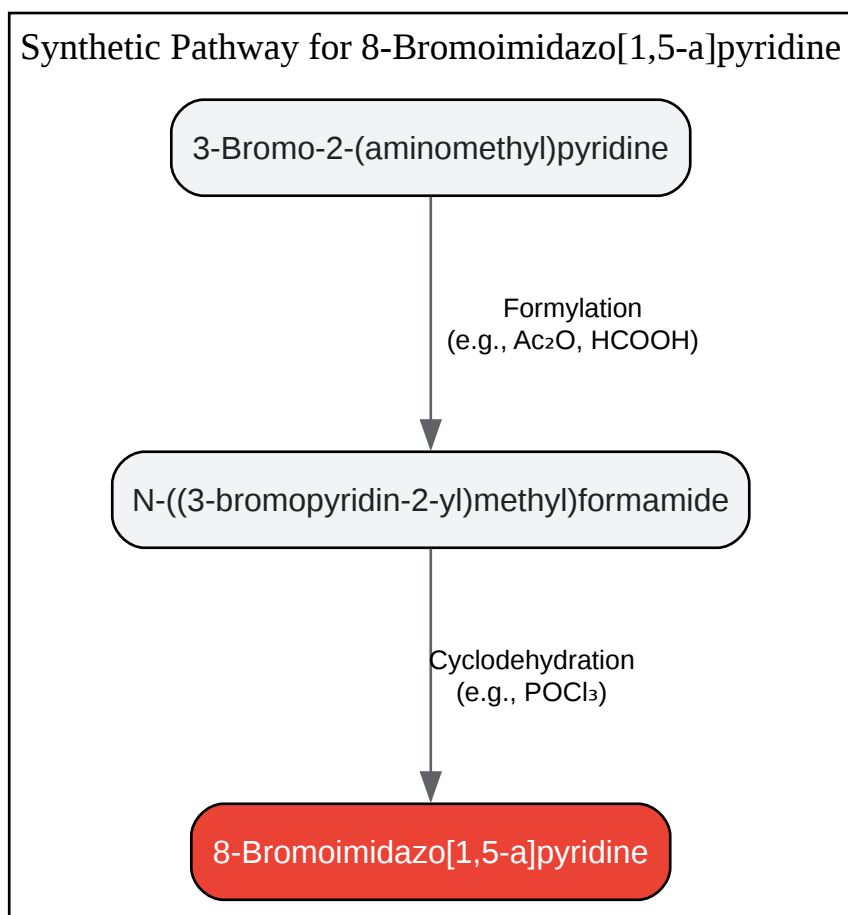 Synthetic Pathway for 8-Bromoimidazo[1,5-a]pyridine
3-Bromo-2-(aminomethyl)pyridine
Formylation
(e.g., Ac₂O, HCOOH)
N-((3-bromopyridin-2-yl)methyl)formamide
Cyclodehydration
(e.g., POCl₃)
8-Bromoimidazo[1,5-a]pyridine